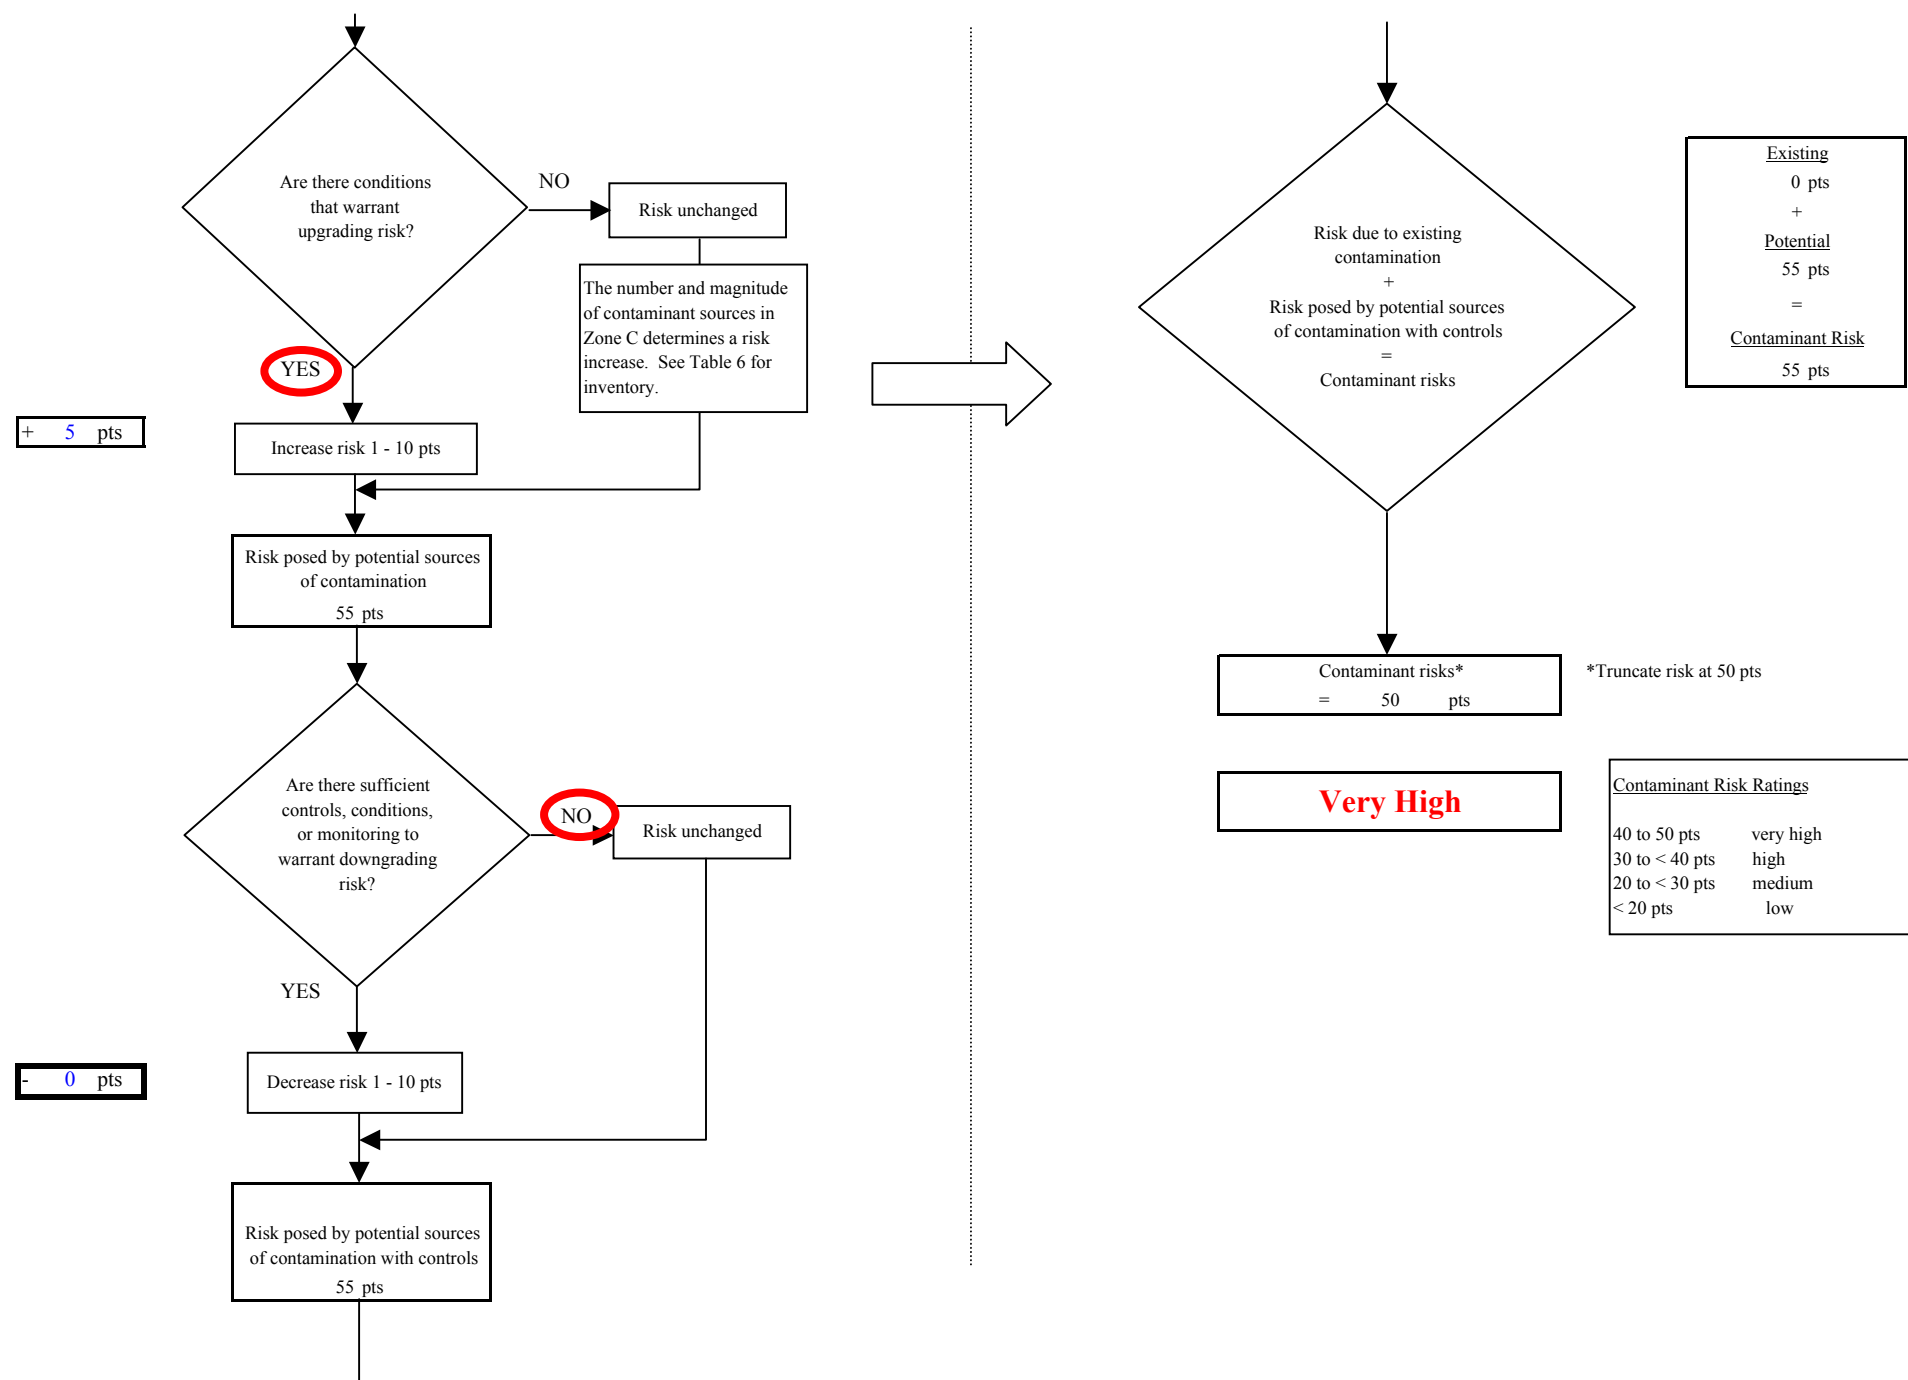 Are there conditions
that warrant
upgrading risk?
NO
Risk unchanged
The number and magnitude
of contaminant sources in
Zone C determines a risk
increase.  See Table 6 for
inventory.
YES
+ 5 pts
Increase risk 1 - 10 pts
Risk posed by potential sources
of contamination
55 pts
Are there sufficient
controls, conditions,
or monitoring to
warrant downgrading
risk?
NO
Risk unchanged
YES
- 0 pts
Decrease risk 1 - 10 pts
Risk posed by potential sources
of contamination with controls
55 pts
Risk due to existing
contamination
+
Risk posed by potential sources
of contamination with controls
=
Contaminant risks
Existing
0 pts
+
Potential
55 pts
=
Contaminant Risk
55 pts
Contaminant risks*
= 50 pts
*Truncate risk at 50 pts
Very High
Contaminant Risk Ratings
40 to 50 pts very high
30 to < 40 pts high
20 to < 30 pts medium
< 20 pts low